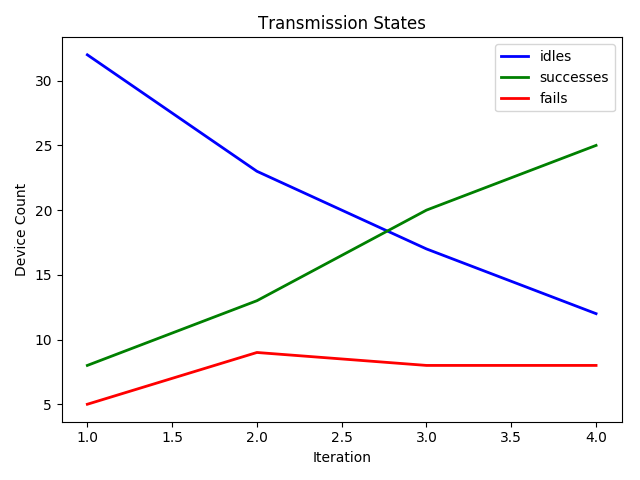 Transmission States
idles
successes
fails
30
25
20
15
10
5
Device Count
1.0 1.5 2.0 2.5 3.0 3.5 4.0
Iteration